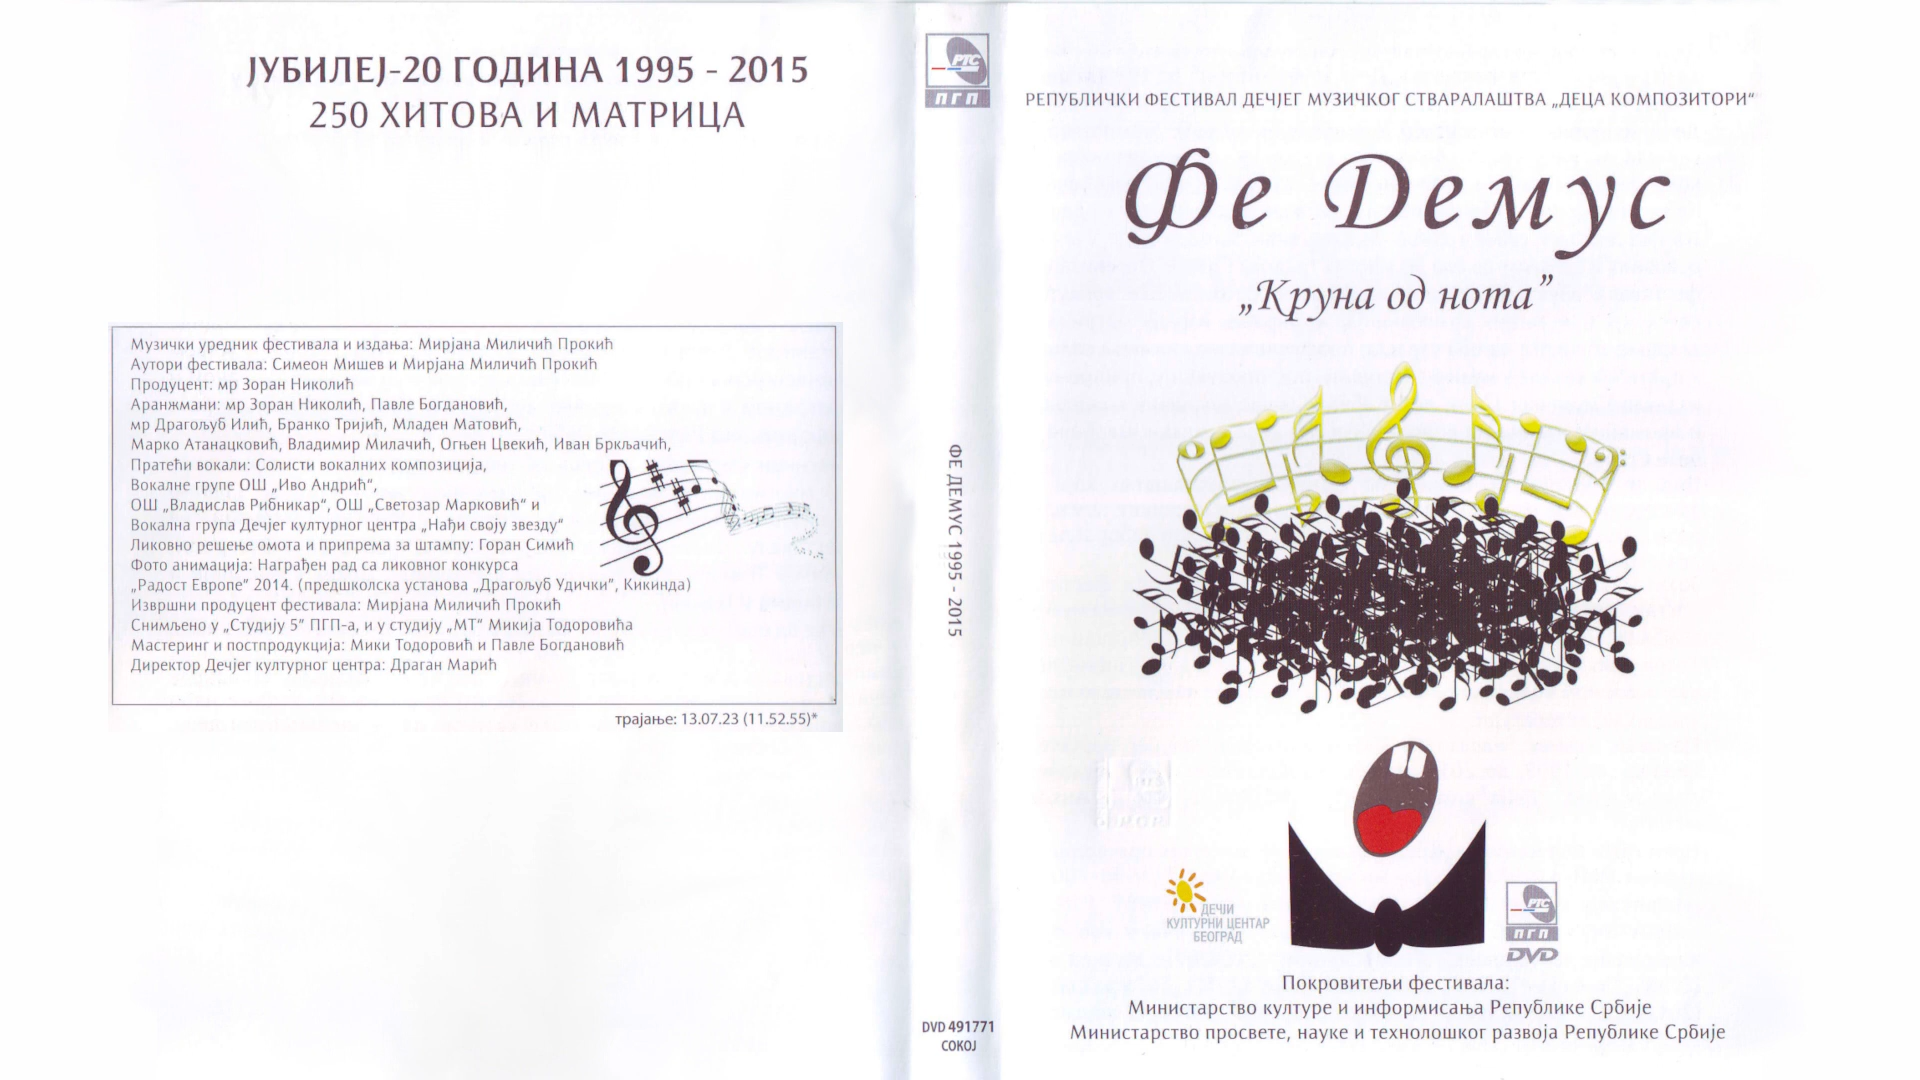 ЈУБИЛЕЈ-20 ГОДИНА 1995 - 2015
250 ХИТОВА И МАТРИЦА
Музички уредник фестивала и издања: Мирјана Миличић Прокић
Аутори фестивала: Симеон Мишев и Мирјана Миличић Прокић
Продуцент: мр Зоран Николић
Аранжмани: мр Зоран Николић, Павле Богдановић,
мр Драгољуб Илић, Бранко Тријић, Младен Матовић,
Марко Атанацковић, Владимир Милачић, Огњен Цвекић, Иван Бркљачић,
Пратећи вокали: Солисти вокалних композиција,
Вокалне групе ОШ „Иво Андрић“,
ОШ „Владислав Рибникар“, ОШ „Светозар Марковић“ и
Вокална група Дечјег културног центра „Нађи своју звезду“
Ликовно решење омота и припрема за штампу: Горан Симић
Фото анимација: Награђен рад са ликовног конкурса
„Радост Европе” 2014. (предшколска установа „Драгољуб Удички”, Кикинда)
Извршни продуцент фестивала: Мирјана Миличић Прокић
Снимљено у „Студију 5” ПГП-а, и у студију „МТ“ Микија Тодоровића
Мастеринг и постпродукција: Мики Тодоровић и Павле Богдановић
Директор Дечјег културног центра: Драган Марић
трајање: 13.07.23 (11.52.55)*
РТС
ПГП
ФЕ ДЕМУС 1995 - 2015
DVD 491771
СОКОЈ
РЕПУБЛИЧКИ ФЕСТИВАЛ ДЕЧЈЕГ МУЗИЧКОГ СТВАРАЛАШТВА „ДЕЦА КОМПОЗИТОРИ“
Фе Демус
„Круна од нота”
ДЕЧЈИ
КУЛТУРНИ ЦЕНТАР
БЕОГРАД
РТС
ПГП
DVD
Покровитељи фестивала:
Министарство културе и информисања Републике Србије
Министарство просвете, науке и технолошког развоја Републике Србије